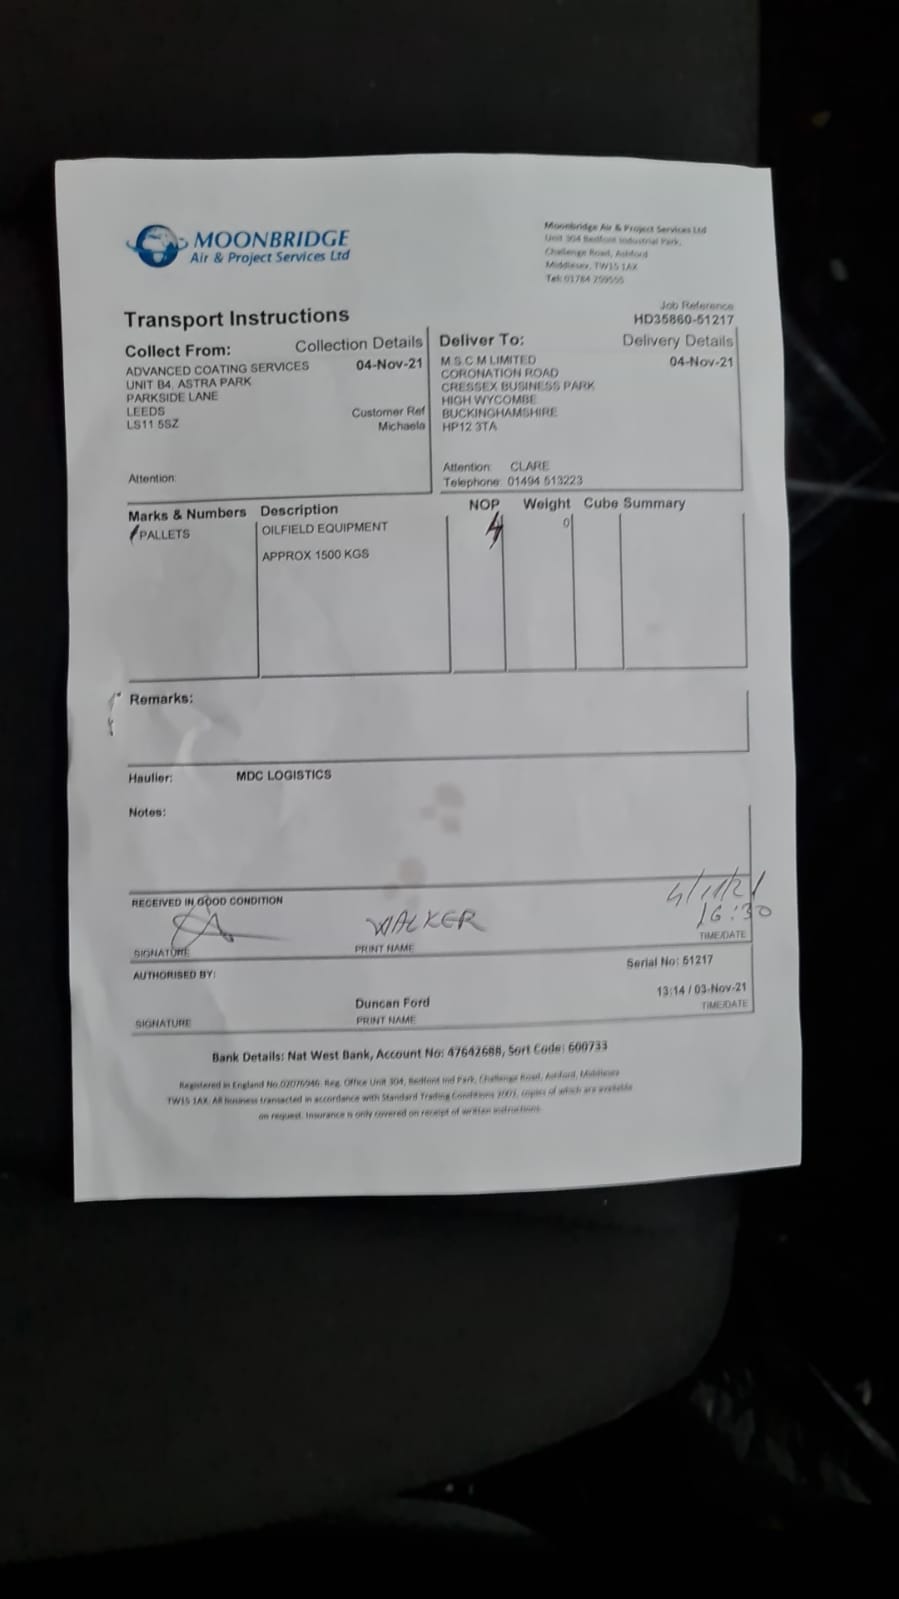 MOONBRIDGE
Air & Project Services Ltd
Moonbridge Air & Project Services Ltd
Unit 304 Bedfont Industrial Park,
Challenge Road, Ashford
Middlesex, TW15 1AX
Tel: 01784 259555
Job Reference
HD35860-51217
Transport Instructions
Collect From:
Collection Details
ADVANCED COATING SERVICES
04-Nov-21
UNIT B4, ASTRA PARK
PARKSIDE LANE
LEEDS
Customer Ref
LS11 5SZ
Michaela
Attention:
Deliver To:
Delivery Details
M.S.C.M LIMITED
04-Nov-21
CORONATION ROAD
CRESSEX BUSINESS PARK
HIGH WYCOMBE
BUCKINGHAMSHIRE
HP12 3TA
Attention: CLARE
Telephone: 01494 513223
Marks & Numbers Description NOP Weight Cube Summary
PALLETS OILFIELD EQUIPMENT 4 0
APPROX 1500 KGS
Remarks:
Haulier: MDC LOGISTICS
Notes:
RECEIVED IN GOOD CONDITION
4/11/21
WALKER 16:30
SIGNATURE PRINT NAME TIME/DATE
AUTHORISED BY:
Serial No: 51217
Duncan Ford 13:14 / 03-Nov-21
SIGNATURE PRINT NAME TIME/DATE
Bank Details: Nat West Bank, Account No: 47642688, Sort Code: 600733
Registered in England No.02076946. Reg. Office Unit 304, Bedfont Ind Park, Challenge Road, Ashford, Middlesex
TW15 1AX. All business transacted in accordance with Standard Trading Conditions, copies of which are available
on request. Insurance is only covered on receipt of written instructions.